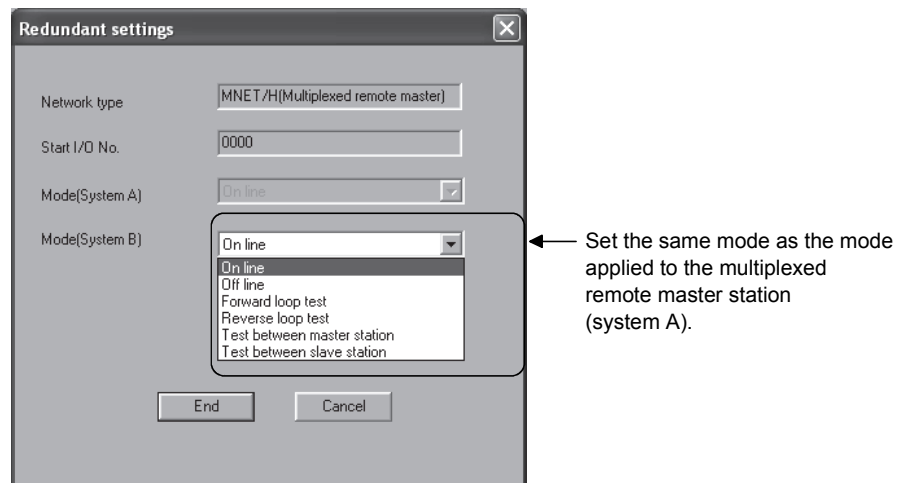 Redundant settings
Network type
MNET/H(Multiplexed remote master)
Start I/O No.
0000
Mode(System A)
On line
Mode(System B)
On line
On line
Off line
Forward loop test
Reverse loop test
Test between master station
Test between slave station
End
Cancel
Set the same mode as the mode
applied to the multiplexed
remote master station
(system A).